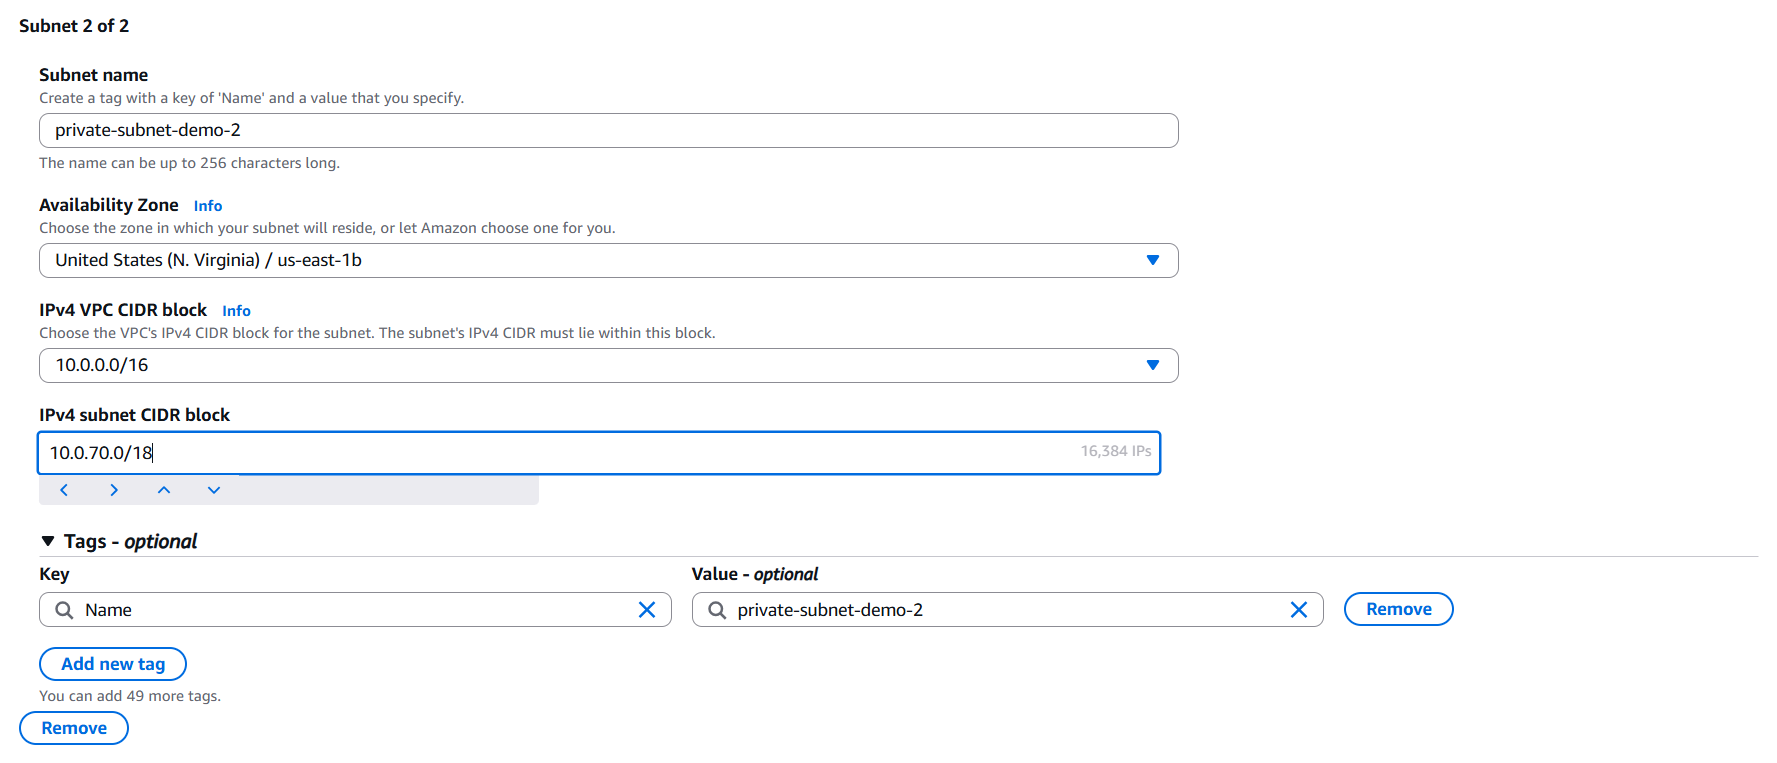 Subnet 2 of 2
Subnet name
Create a tag with a key of 'Name' and a value that you specify.
private-subnet-demo-2
The name can be up to 256 characters long.
Availability Zone Info
Choose the zone in which your subnet will reside, or let Amazon choose one for you.
United States (N. Virginia) / us-east-1b
IPv4 VPC CIDR block Info
Choose the VPC's IPv4 CIDR block for the subnet. The subnet's IPv4 CIDR must lie within this block.
10.0.0.0/16
IPv4 subnet CIDR block
10.0.70.0/18 16,384 IPs
Tags - optional
Key Value - optional
Name private-subnet-demo-2 Remove
Add new tag
You can add 49 more tags.
Remove